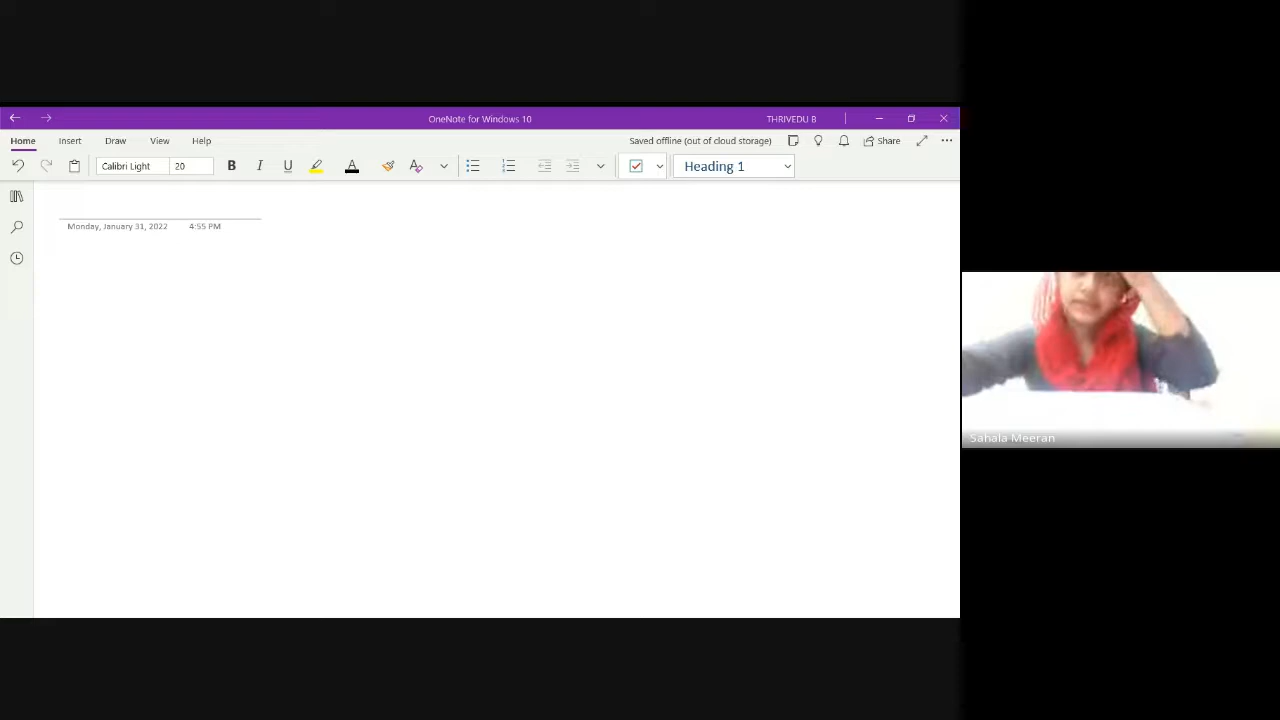 OneNote for Windows 10
THRIVEDU B
Home Insert Draw View Help
Saved offline (out of cloud storage)
Share
Calibri Light 20 B I U A A Heading 1
Monday, January 31, 2022 4:55 PM
Sahala Meeran